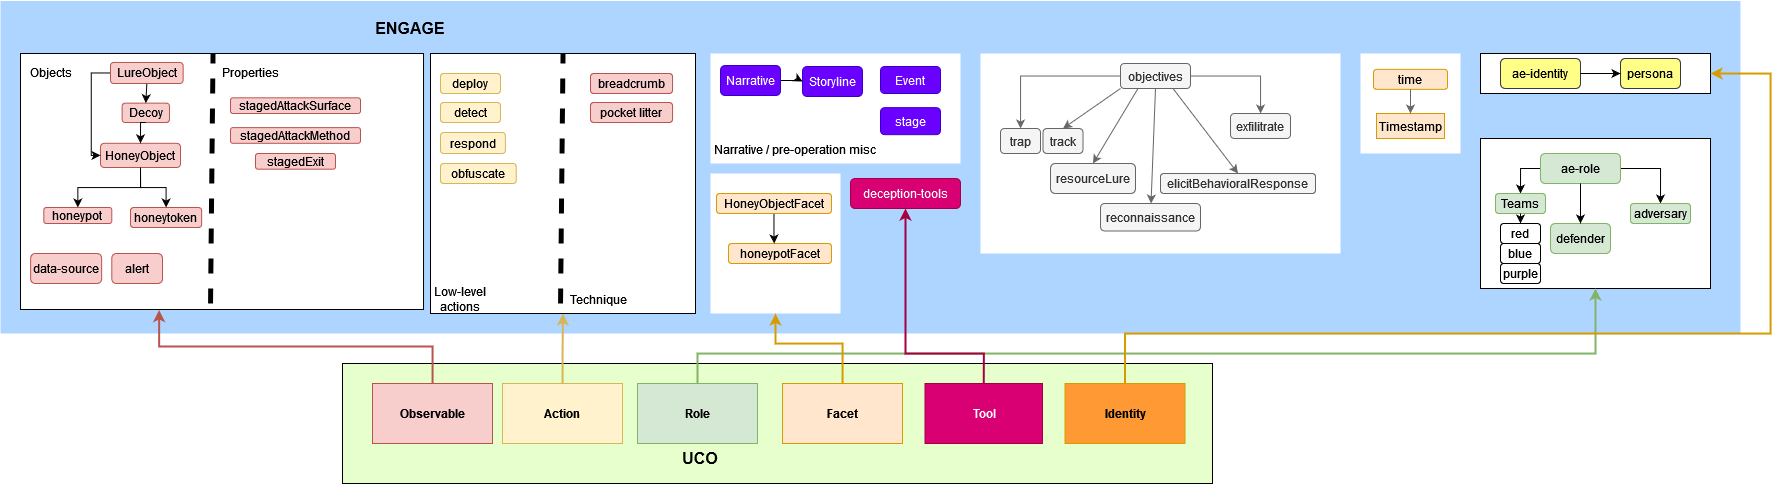 ENGAGE
Objects
LureObject
Decoy
HoneyObject
honeypot
honeytoken
data-source
alert
Properties
stagedAttackSurface
stagedAttackMethod
stagedExit
deploy
detect
respond
obfuscate
Low-level
actions
breadcrumb
pocket litter
Technique
Narrative
Storyline
Event
stage
Narrative / pre-operation misc
HoneyObjectFacet
honeypotFacet
deception-tools
objectives
trap
track
resourceLure
reconnaissance
elicitBehavioralResponse
exfilitrate
time
Timestamp
ae-identity
persona
ae-role
Teams
red
blue
purple
defender
adversary
Observable
Action
Role
Facet
Tool
Identity
UCO